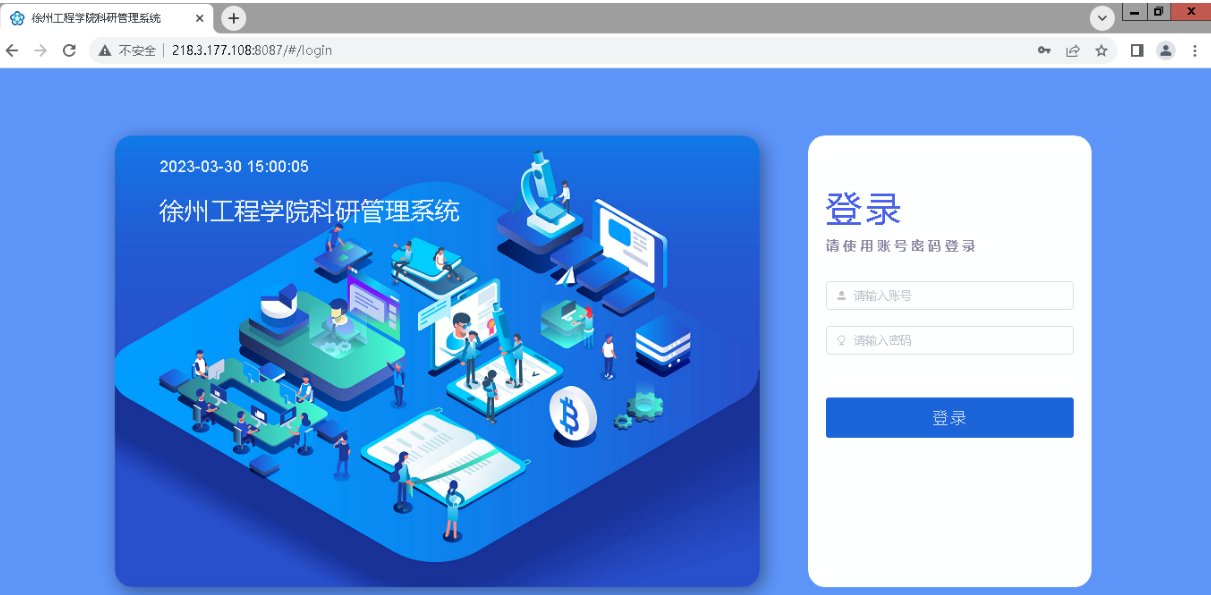 徐州工程学院科研管理系统
不安全 218.3.177.108:8087/#/login
2023-03-30 15:00:05
徐州工程学院科研管理系统
登录
请使用账号密码登录
请输入账号
请输入密码
登录